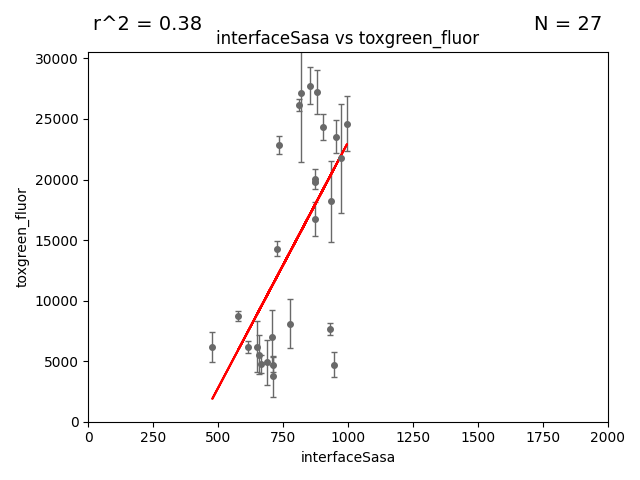 r^2 = 0.38
N = 27
interfaceSasa vs toxgreen_fluor
30000
25000
20000
15000
10000
5000
0
toxgreen_fluor
0 250 500 750 1000 1250 1500 1750 2000
interfaceSasa